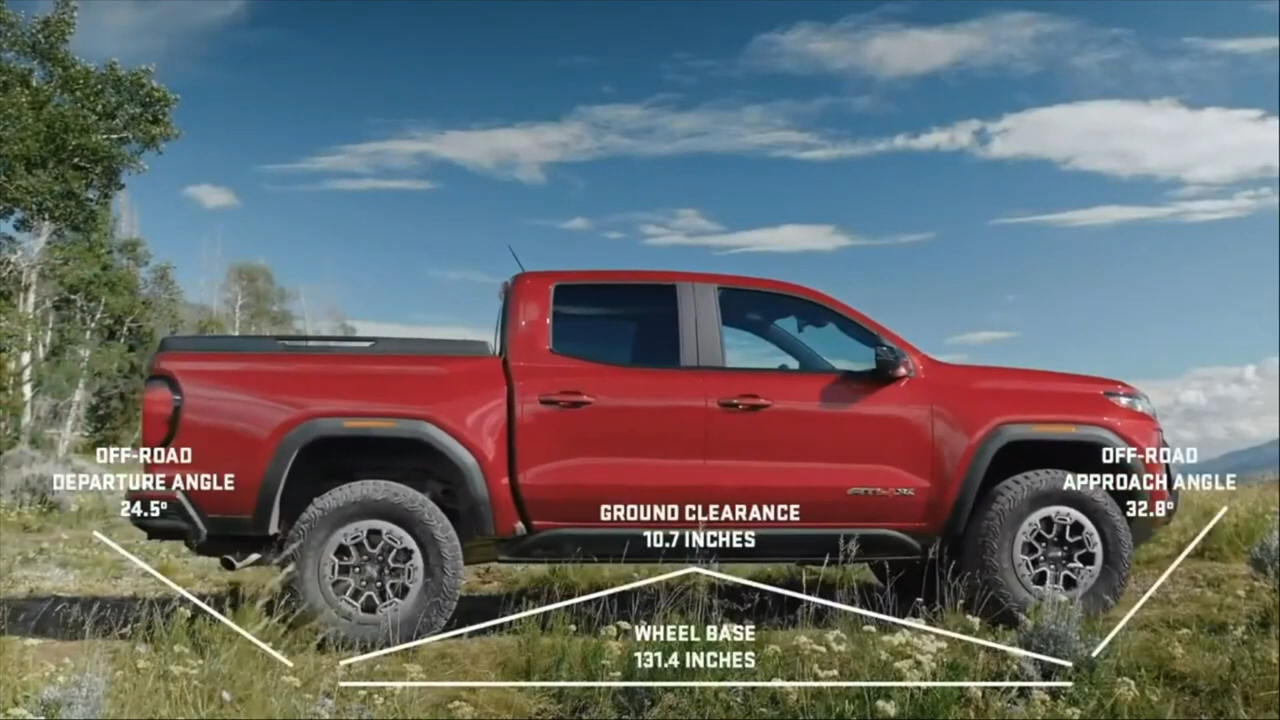 OFF-ROAD
DEPARTURE ANGLE
24.5°
GROUND CLEARANCE
10.7 INCHES
WHEEL BASE
131.4 INCHES
OFF-ROAD
APPROACH ANGLE
32.8°
AT4X